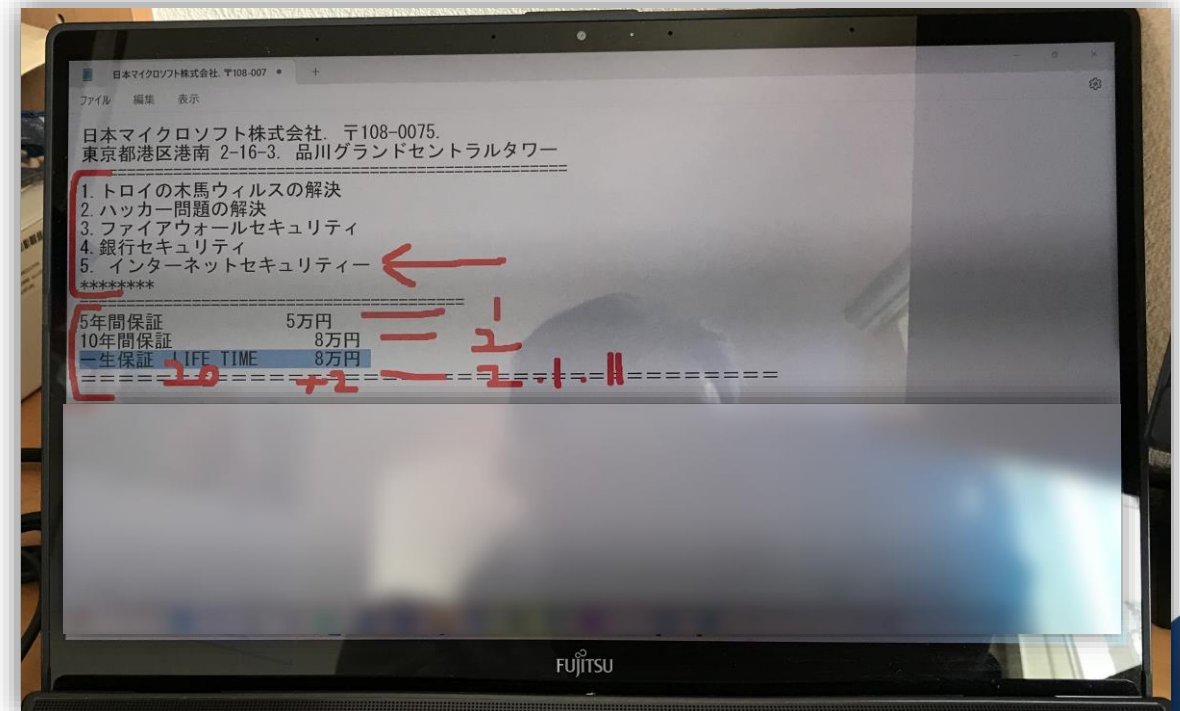 日本マイクロソフト株式会社. 〒108-007 • +
ファイル 編集 表示
日本マイクロソフト株式会社. 〒108-0075.
東京都港区港南 2-16-3. 品川グランドセントラルタワー
====================================================
1. トロイの木馬ウィルスの解決
2. ハッカー問題の解決
3. ファイアウォールセキュリティ
4. 銀行セキュリティ
5. インターネットセキュリティー
********
==========================================
5年間保証 5万円 1
10年間保証 8万円 2
一生保証 LIFE TIME 8万円
20 +2 2.1.11
======================================
FUJITSU